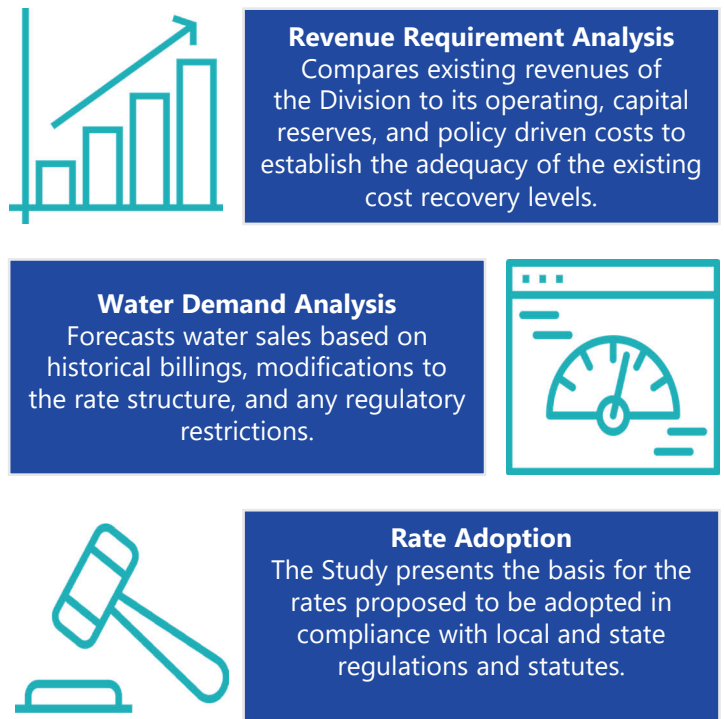 Revenue Requirement Analysis
Compares existing revenues of
the Division to its operating, capital
reserves, and policy driven costs to
establish the adequacy of the existing
cost recovery levels.
Water Demand Analysis
Forecasts water sales based on
historical billings, modifications to
the rate structure, and any regulatory
restrictions.
Rate Adoption
The Study presents the basis for the
rates proposed to be adopted in
compliance with local and state
regulations and statutes.